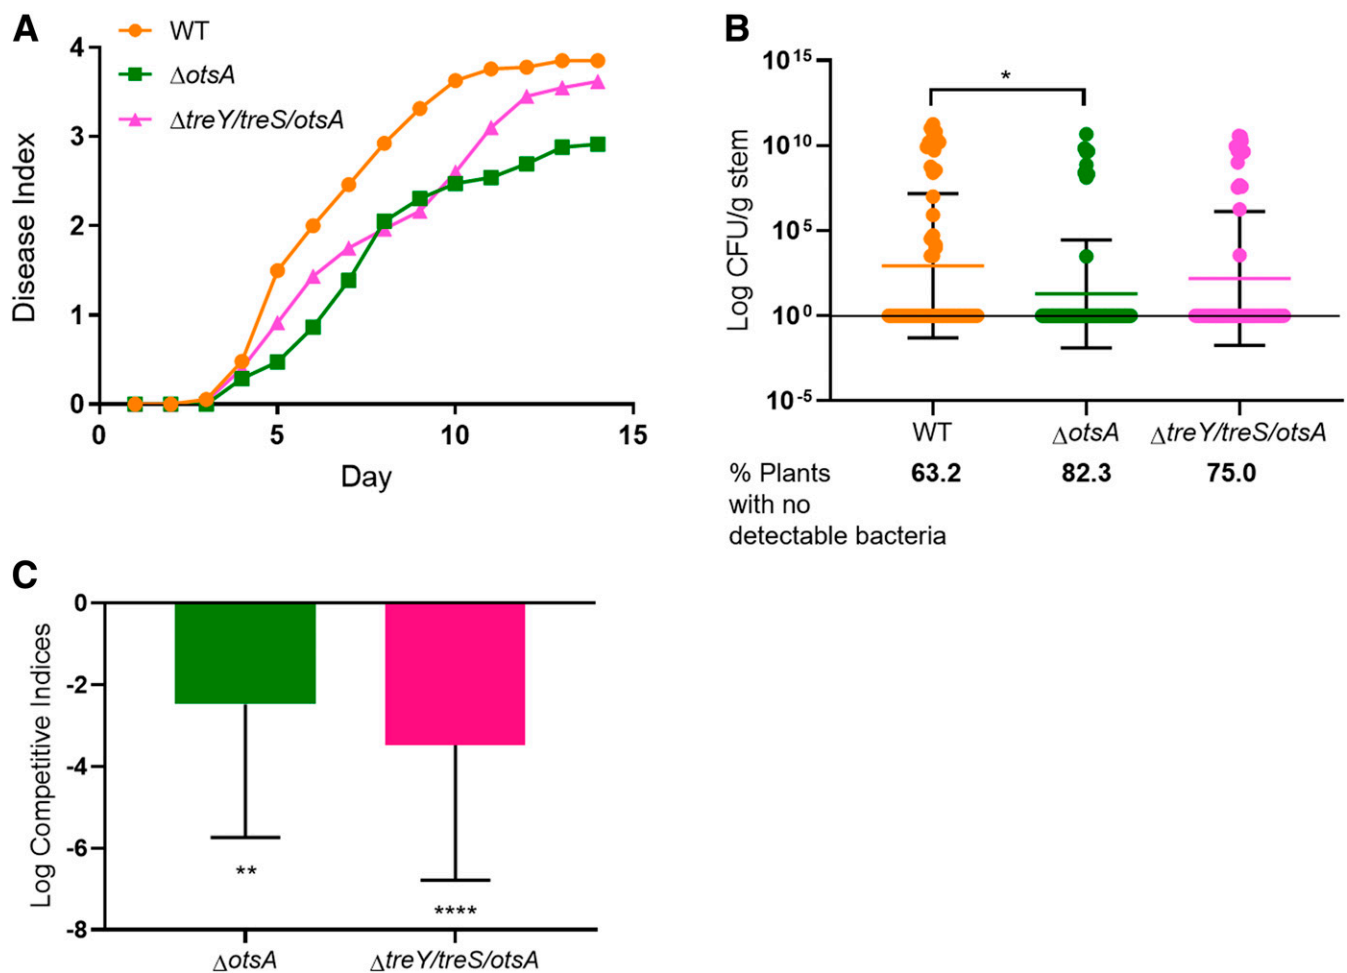 A
WT
ΔotsA
ΔtreY/treS/otsA
Disease Index
4
3
2
1
0
0 5 10 15
Day
B
Log CFU/g stem
10^15
10^10
10^5
10^0
10^-5
*
WT ΔotsA ΔtreY/treS/otsA
% Plants 63.2 82.3 75.0
with no
detectable bacteria
C
Log Competitive Indices
0
-2
-4
-6
-8
**
****
ΔotsA ΔtreY/treS/otsA